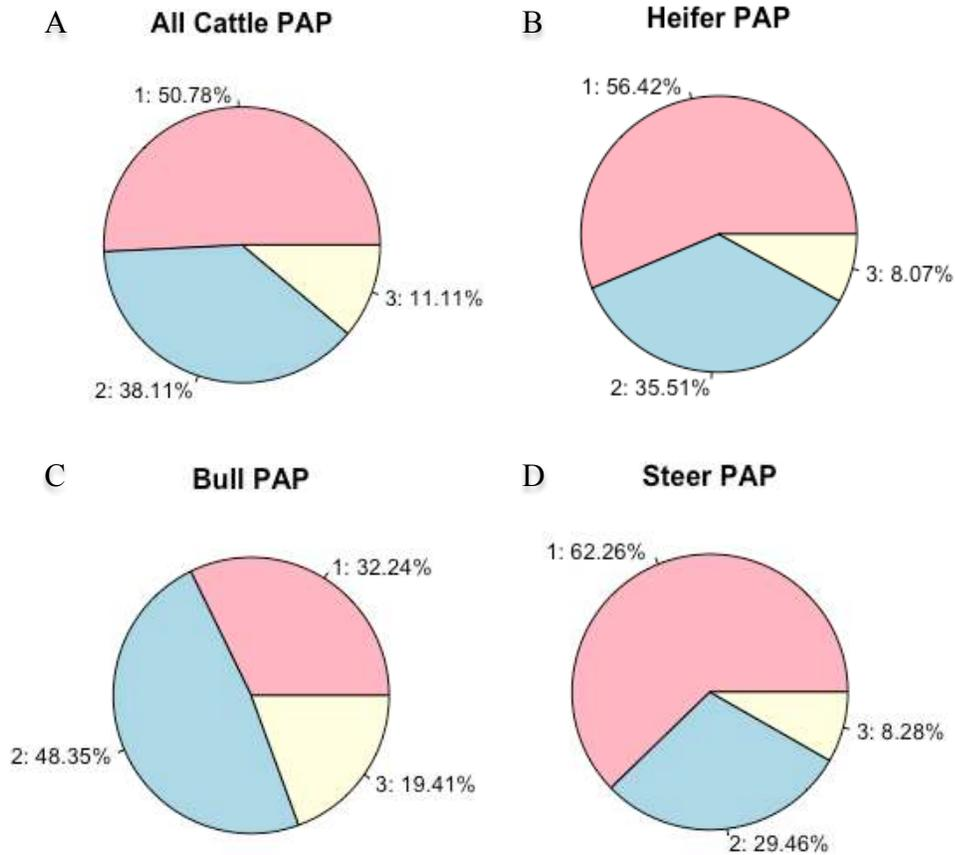 A
All Cattle PAP
1: 50.78%
2: 38.11%
3: 11.11%
B
Heifer PAP
1: 56.42%
2: 35.51%
3: 8.07%
C
Bull PAP
1: 32.24%
2: 48.35%
3: 19.41%
D
Steer PAP
1: 62.26%
2: 29.46%
3: 8.28%